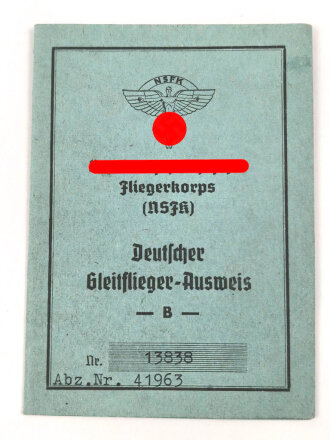 NSFK
Fliegerkorps
(NSFK)
Deutscher
Gleitflieger-Ausweis
— B —
Nr. 13838
Abz.Nr. 41963